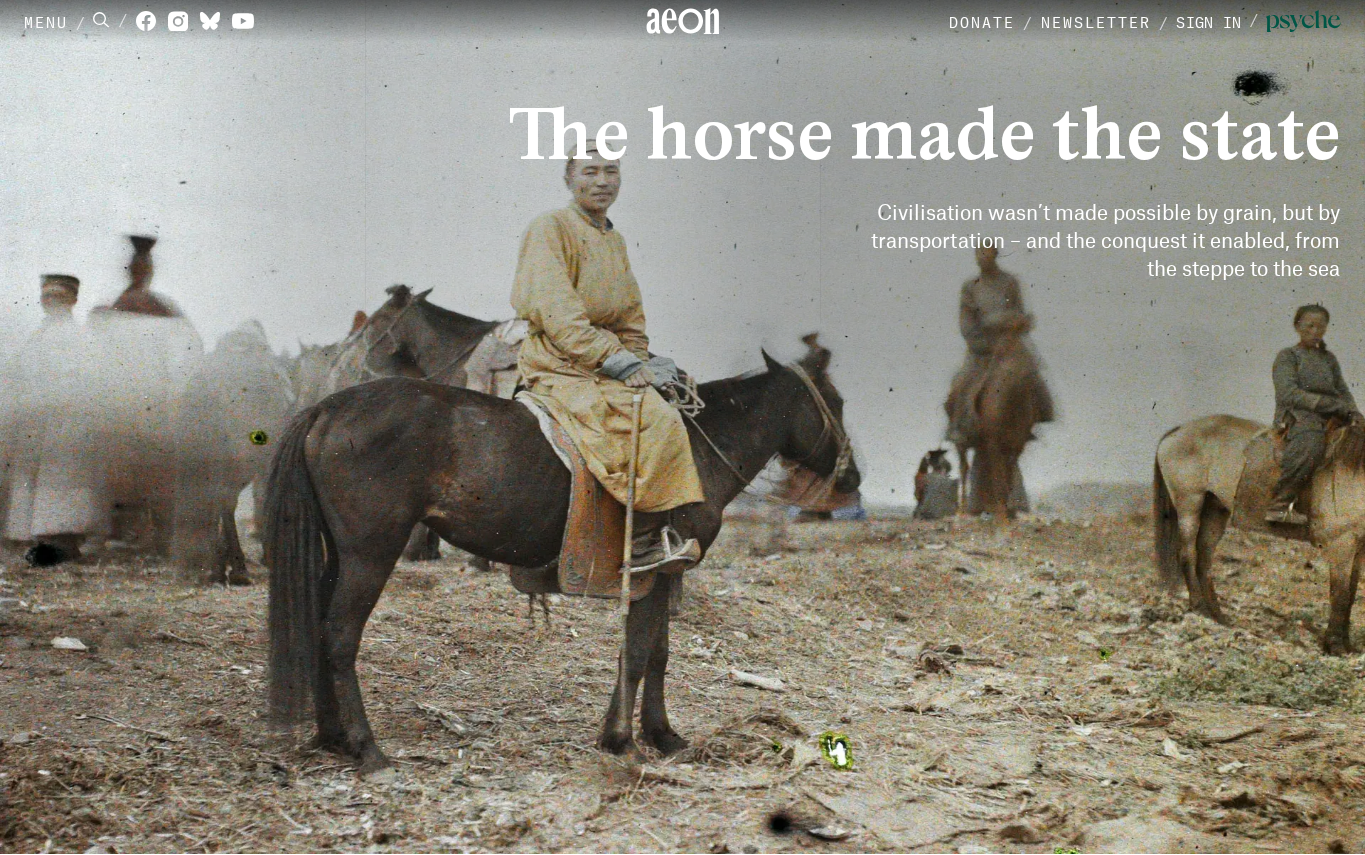 MENU / /
aeon
DONATE / NEWSLETTER / SIGN IN / psyche
The horse made the state
Civilisation wasn’t made possible by grain, but by
transportation – and the conquest it enabled, from
the steppe to the sea